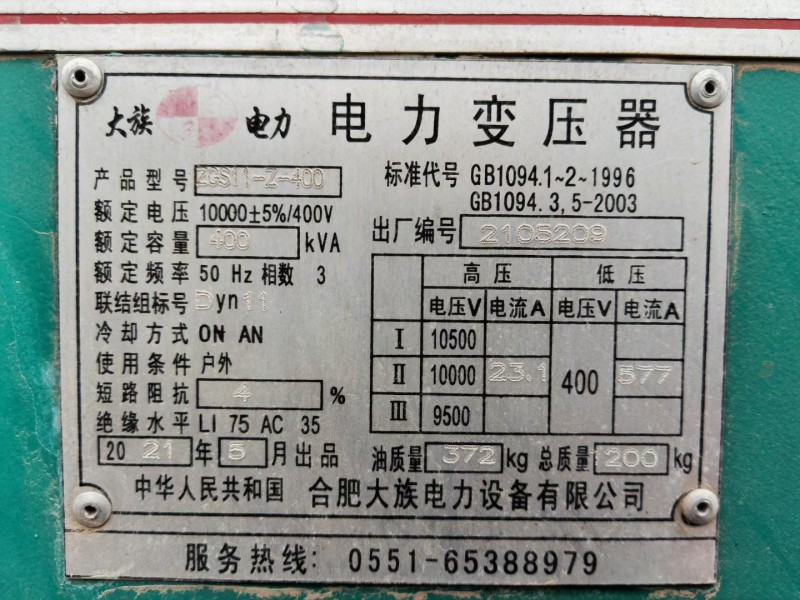 大族 电力 电力变压器
产品型号 ZGS11-Z-400
标准代号 GB1094.1~2~1996
GB1094.3,5-2003
额定电压 10000±5%/400V
额定容量 400 kVA
出厂编号 2105209
额定频率 50 Hz 相数 3
联结组标号 Dyn11
冷却方式 ONAN
使用条件 户外
短路阻抗 4 %
绝缘水平 LI 75 AC 35
高压 低压
电压V 电流A 电压V 电流A
I 10500
II 10000 23.1 400 577
III 9500
2021年5月出品
油质量 372 kg 总质量 1200 kg
中华人民共和国 合肥大族电力设备有限公司
服务热线: 0551-65388979